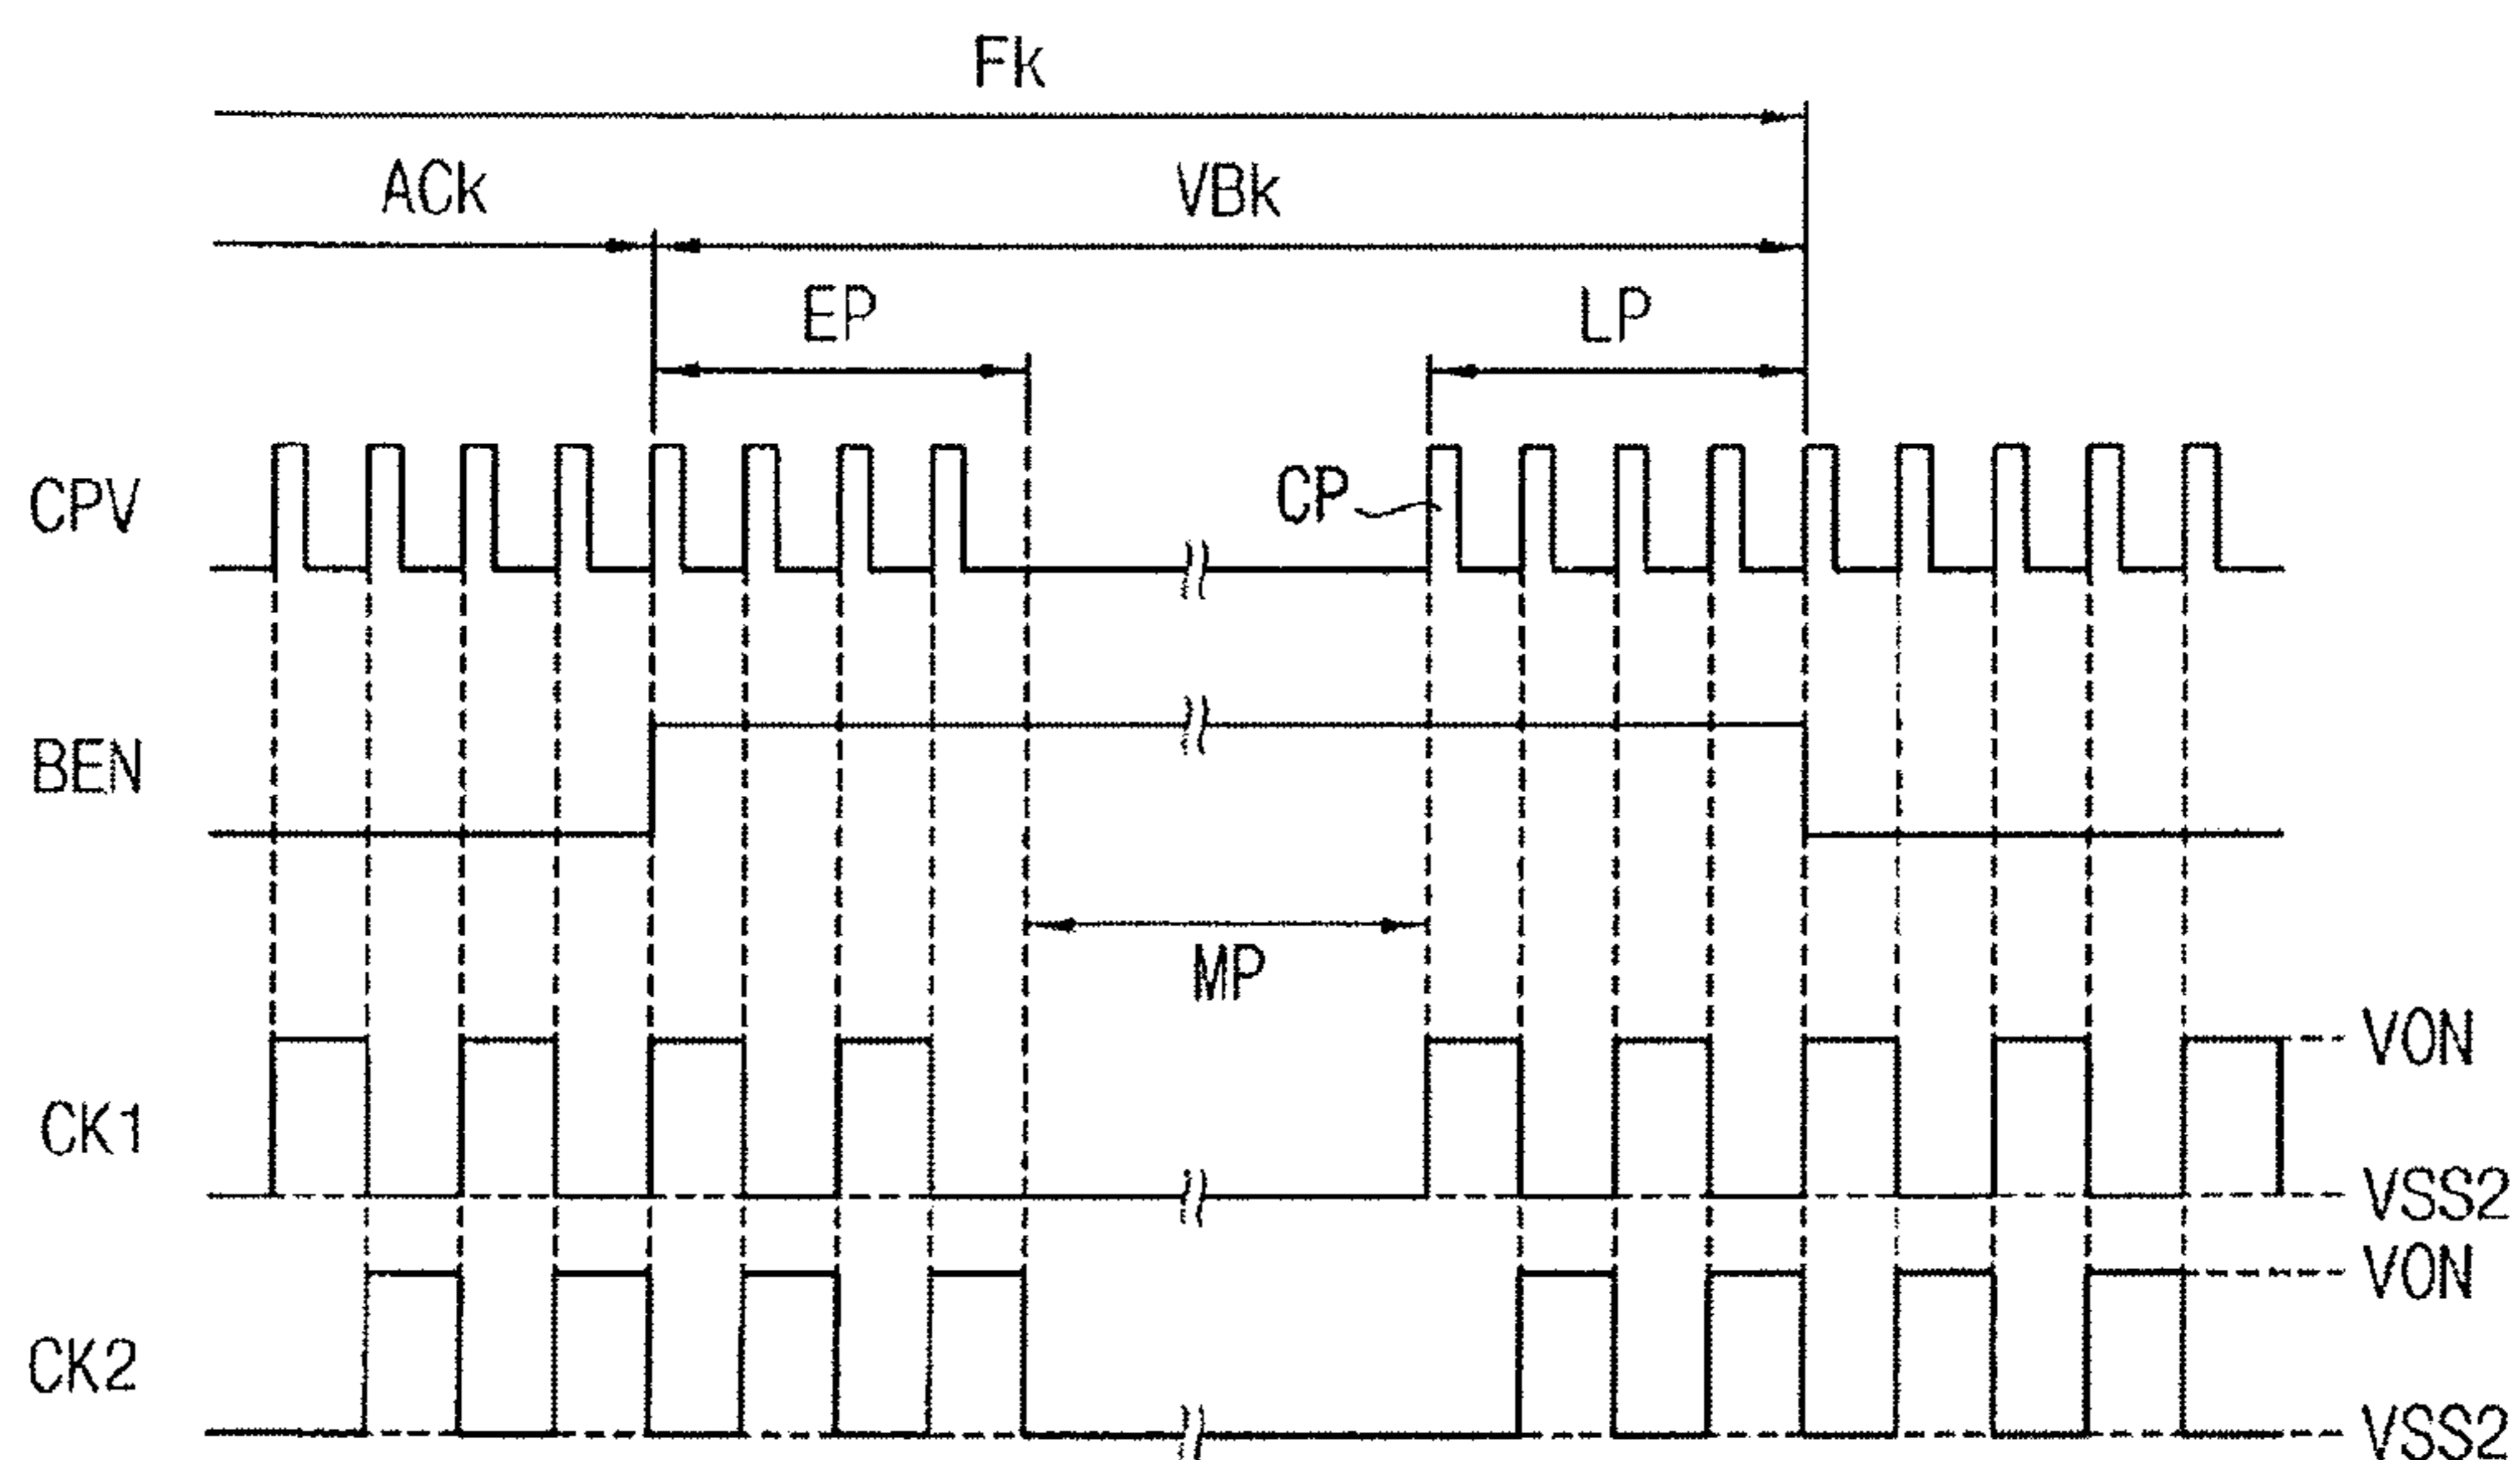 Fk
ACk
VBk
EP
LP
CPV
CP
BEN
MP
VON
CK1
VSS2
VON
CK2
VSS2